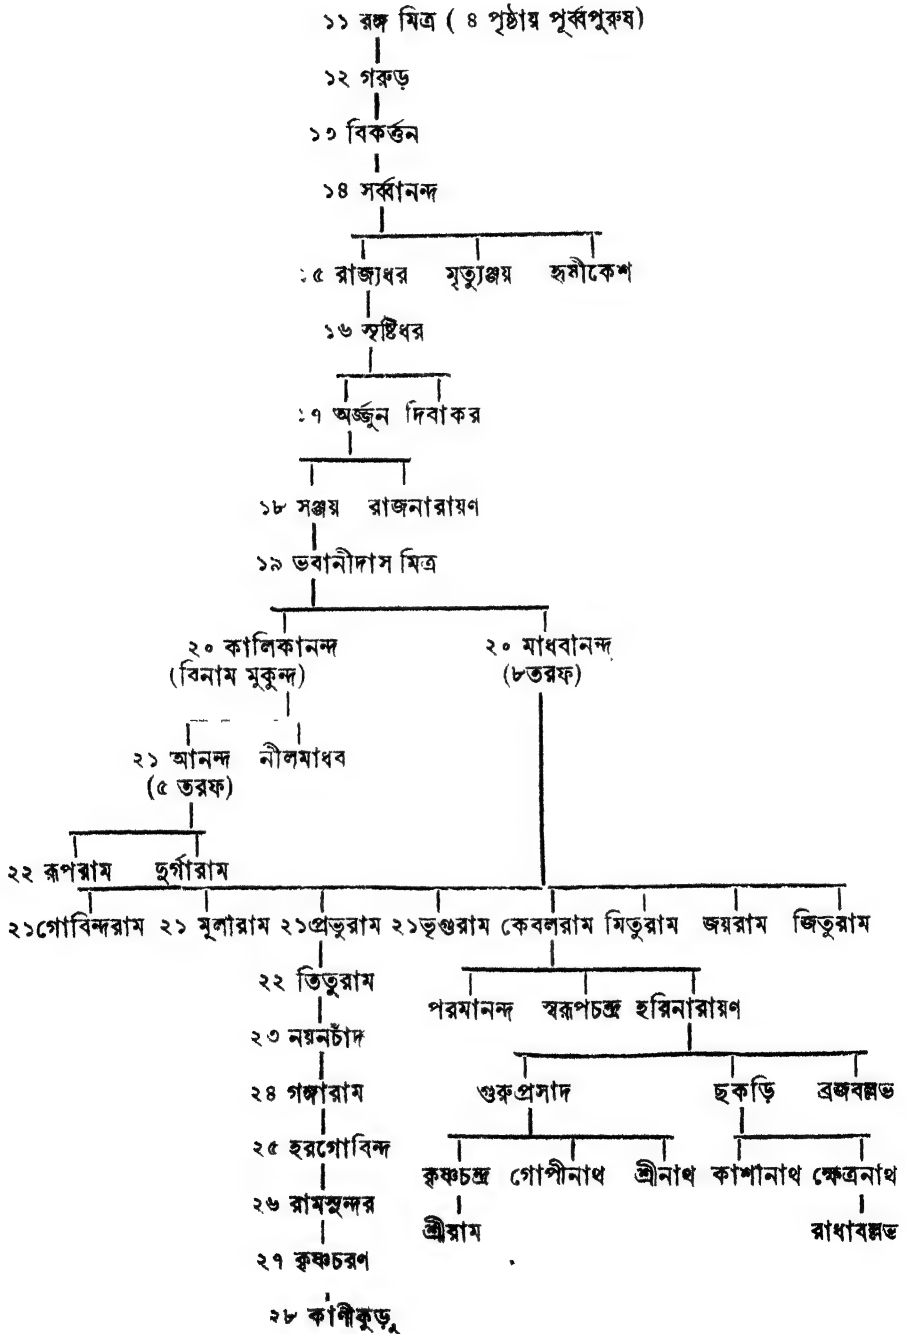 ১১ রঙ্গ মিত্র ( ৪ পৃষ্ঠায় পূর্ব্বপুরুষ)
১২ গরুড়
১৩ বিকর্ত্তন
১৪ সর্ব্বানন্দ
১৫ রাজ্যধর মৃত্যুঞ্জয় হৃষীকেশ
১৬ সৃষ্টিধর
১৭ অর্জ্জুন দিবাকর
১৮ সঞ্জয় রাজনারায়ণ
১৯ ভবানীদাস মিত্র
২০ কালিকানন্দ ২০ মাধবানন্দ
(বিনাম মুকুন্দ) (৮তরফ)
২১ আনন্দ নীলমাধব
(৫ তরফ)
২২ রূপরাম দুর্গারাম
২১গোবিন্দরাম ২১ মূলারাম ২১প্রভুরাম ২১ভৃগুরাম কেবলরাম মিতুরাম জয়রাম জিতুরাম
২২ তিতুরাম
পরমানন্দ স্বরূপচন্দ্র হরিনারায়ণ
২৩ নয়নচাঁদ
২৪ গঙ্গারাম গুরুপ্রসাদ ছকড়ি ব্রজবল্লভ
২৫ হরগোবিন্দ
কৃষ্ণচন্দ্র গোপীনাথ শ্রীনাথ কাশীনাথ ক্ষেত্রনাথ
২৬ রামসুন্দর
শ্রীরাম রাধাবল্লভ
২৭ কৃষ্ণচরণ
২৮